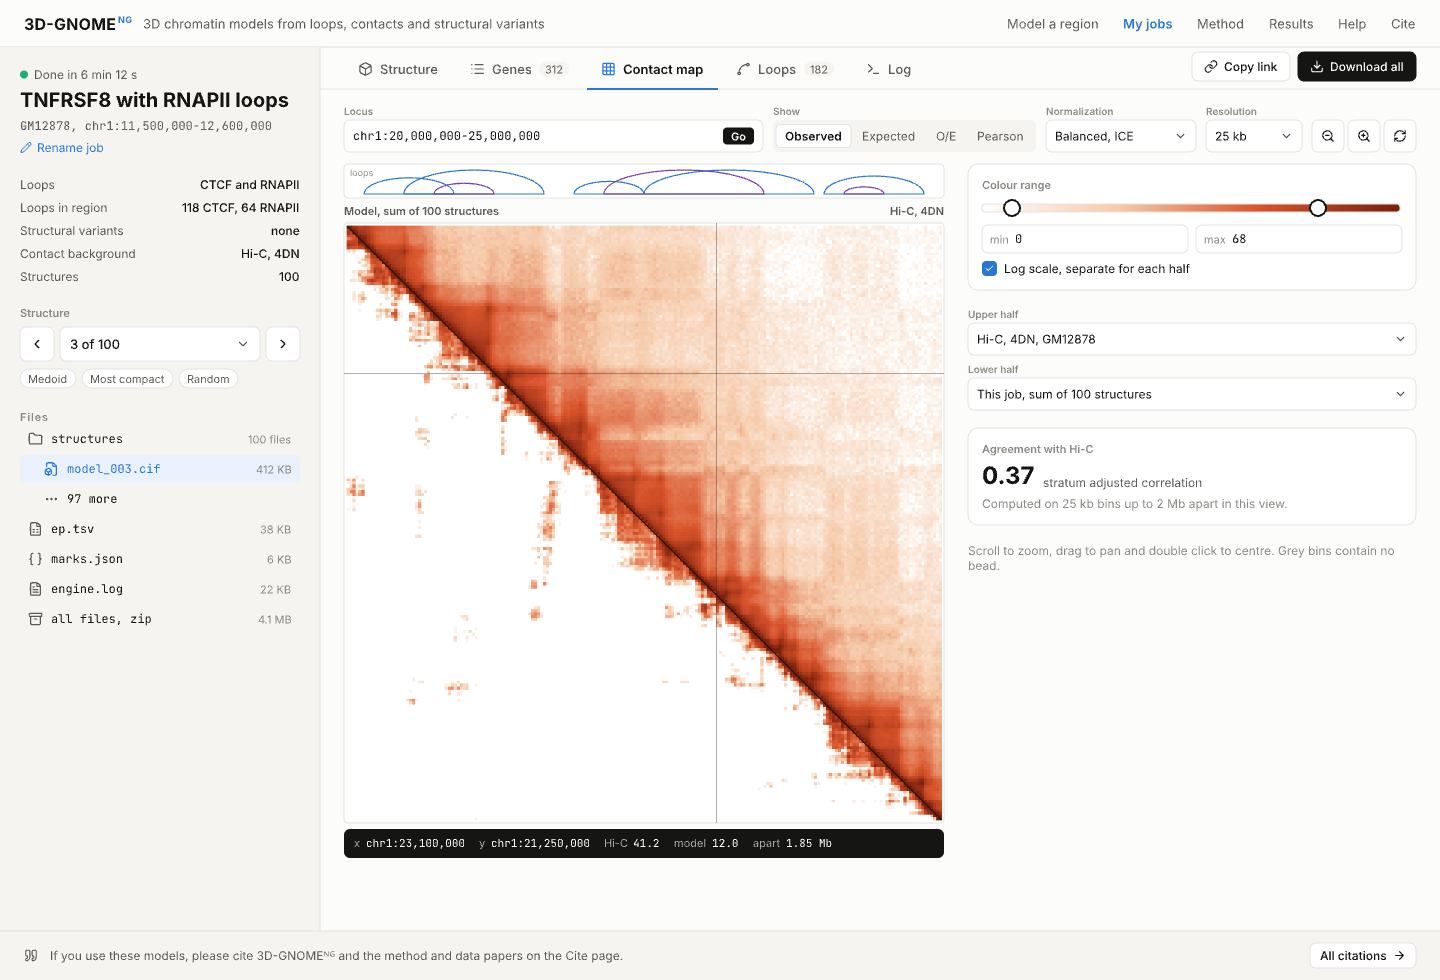 3D-GNOME NG 3D chromatin models from loops, contacts and structural variants
Model a region My jobs Method Results Help Cite
Done in 6 min 12 s
TNFRSF8 with RNAPII loops
GM12878, chr1:11,500,000-12,600,000
Rename job
Loops CTCF and RNAPII
Loops in region 118 CTCF, 64 RNAPII
Structural variants none
Contact background Hi-C, 4DN
Structures 100
Structure
3 of 100
Medoid Most compact Random
Files
structures 100 files
model_003.cif 412 KB
97 more
ep.tsv 38 KB
marks.json 6 KB
engine.log 22 KB
all files, zip 4.1 MB
Structure Genes 312 Contact map Loops 182 Log
Copy link Download all
Locus Show Normalization Resolution
chr1:20,000,000-25,000,000 Go Observed Expected O/E Pearson Balanced, ICE 25 kb
loops
Model, sum of 100 structures Hi-C, 4DN
x chr1:23,100,000 y chr1:21,250,000 Hi-C 41.2 model 12.0 apart 1.85 Mb
Colour range
min 0 max 68
Log scale, separate for each half
Upper half
Hi-C, 4DN, GM12878
Lower half
This job, sum of 100 structures
Agreement with Hi-C
0.37 stratum adjusted correlation
Computed on 25 kb bins up to 2 Mb apart in this view.
Scroll to zoom, drag to pan and double click to centre. Grey bins contain no
bead.
If you use these models, please cite 3D-GNOME NG and the method and data papers on the Cite page.
All citations